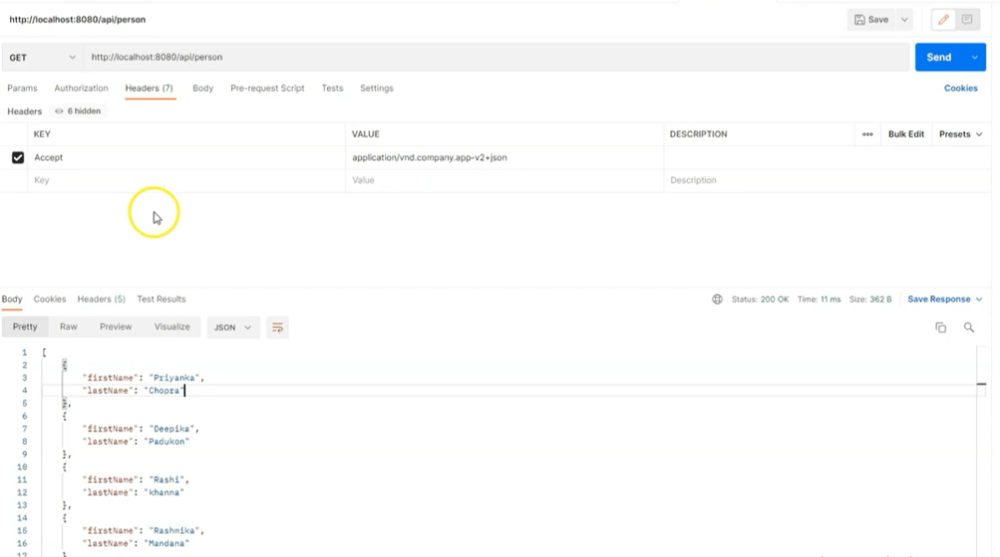 http://localhost:8080/api/person
Save
GET http://localhost:8080/api/person Send
Params Authorization Headers (7) Body Pre-request Script Tests Settings Cookies
Headers 6 hidden
KEY VALUE DESCRIPTION ooo Bulk Edit Presets
Accept application/vnd.company.app-v2+json
Key Value Description
Body Cookies Headers (5) Test Results Status: 200 OK Time: 11 ms Size: 362 B Save Response
Pretty Raw Preview Visualize JSON
1 [
2 {
3 "firstName": "Priyanka",
4 "lastName": "Chopra"
5 },
6 {
7 "firstName": "Deepika",
8 "lastName": "Padukon"
9 },
10 {
11 "firstName": "Rashi",
12 "lastName": "khanna"
13 },
14 {
15 "firstName": "Rashmika",
16 "lastName": "Mandana"
17 }